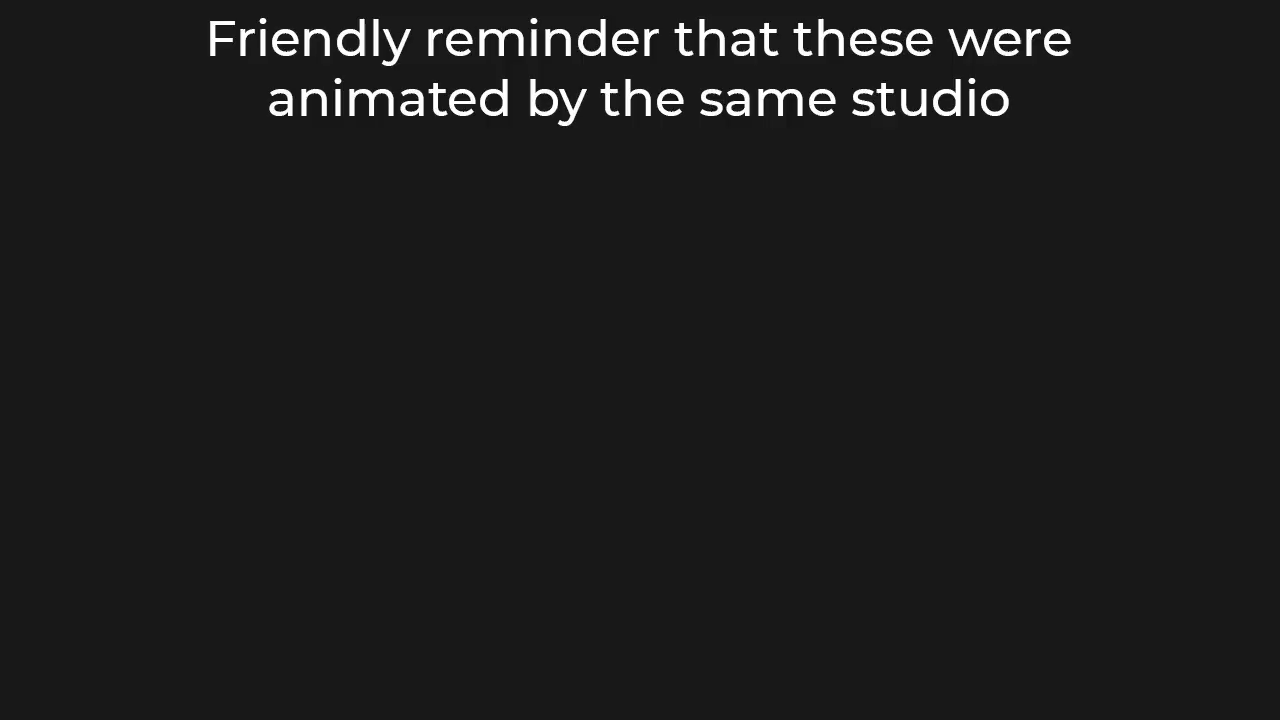 Friendly reminder that these were
animated by the same studio